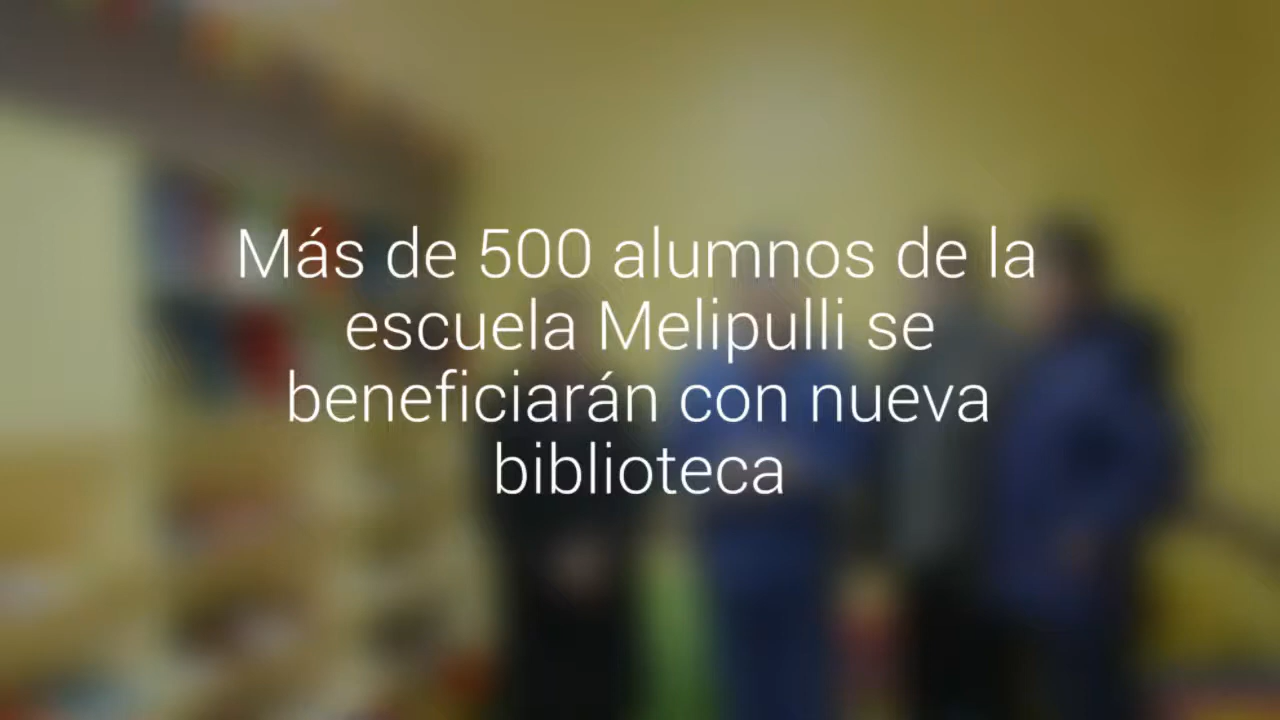 Más de 500 alumnos de la
escuela Melipulli se
beneficiarán con nueva
biblioteca